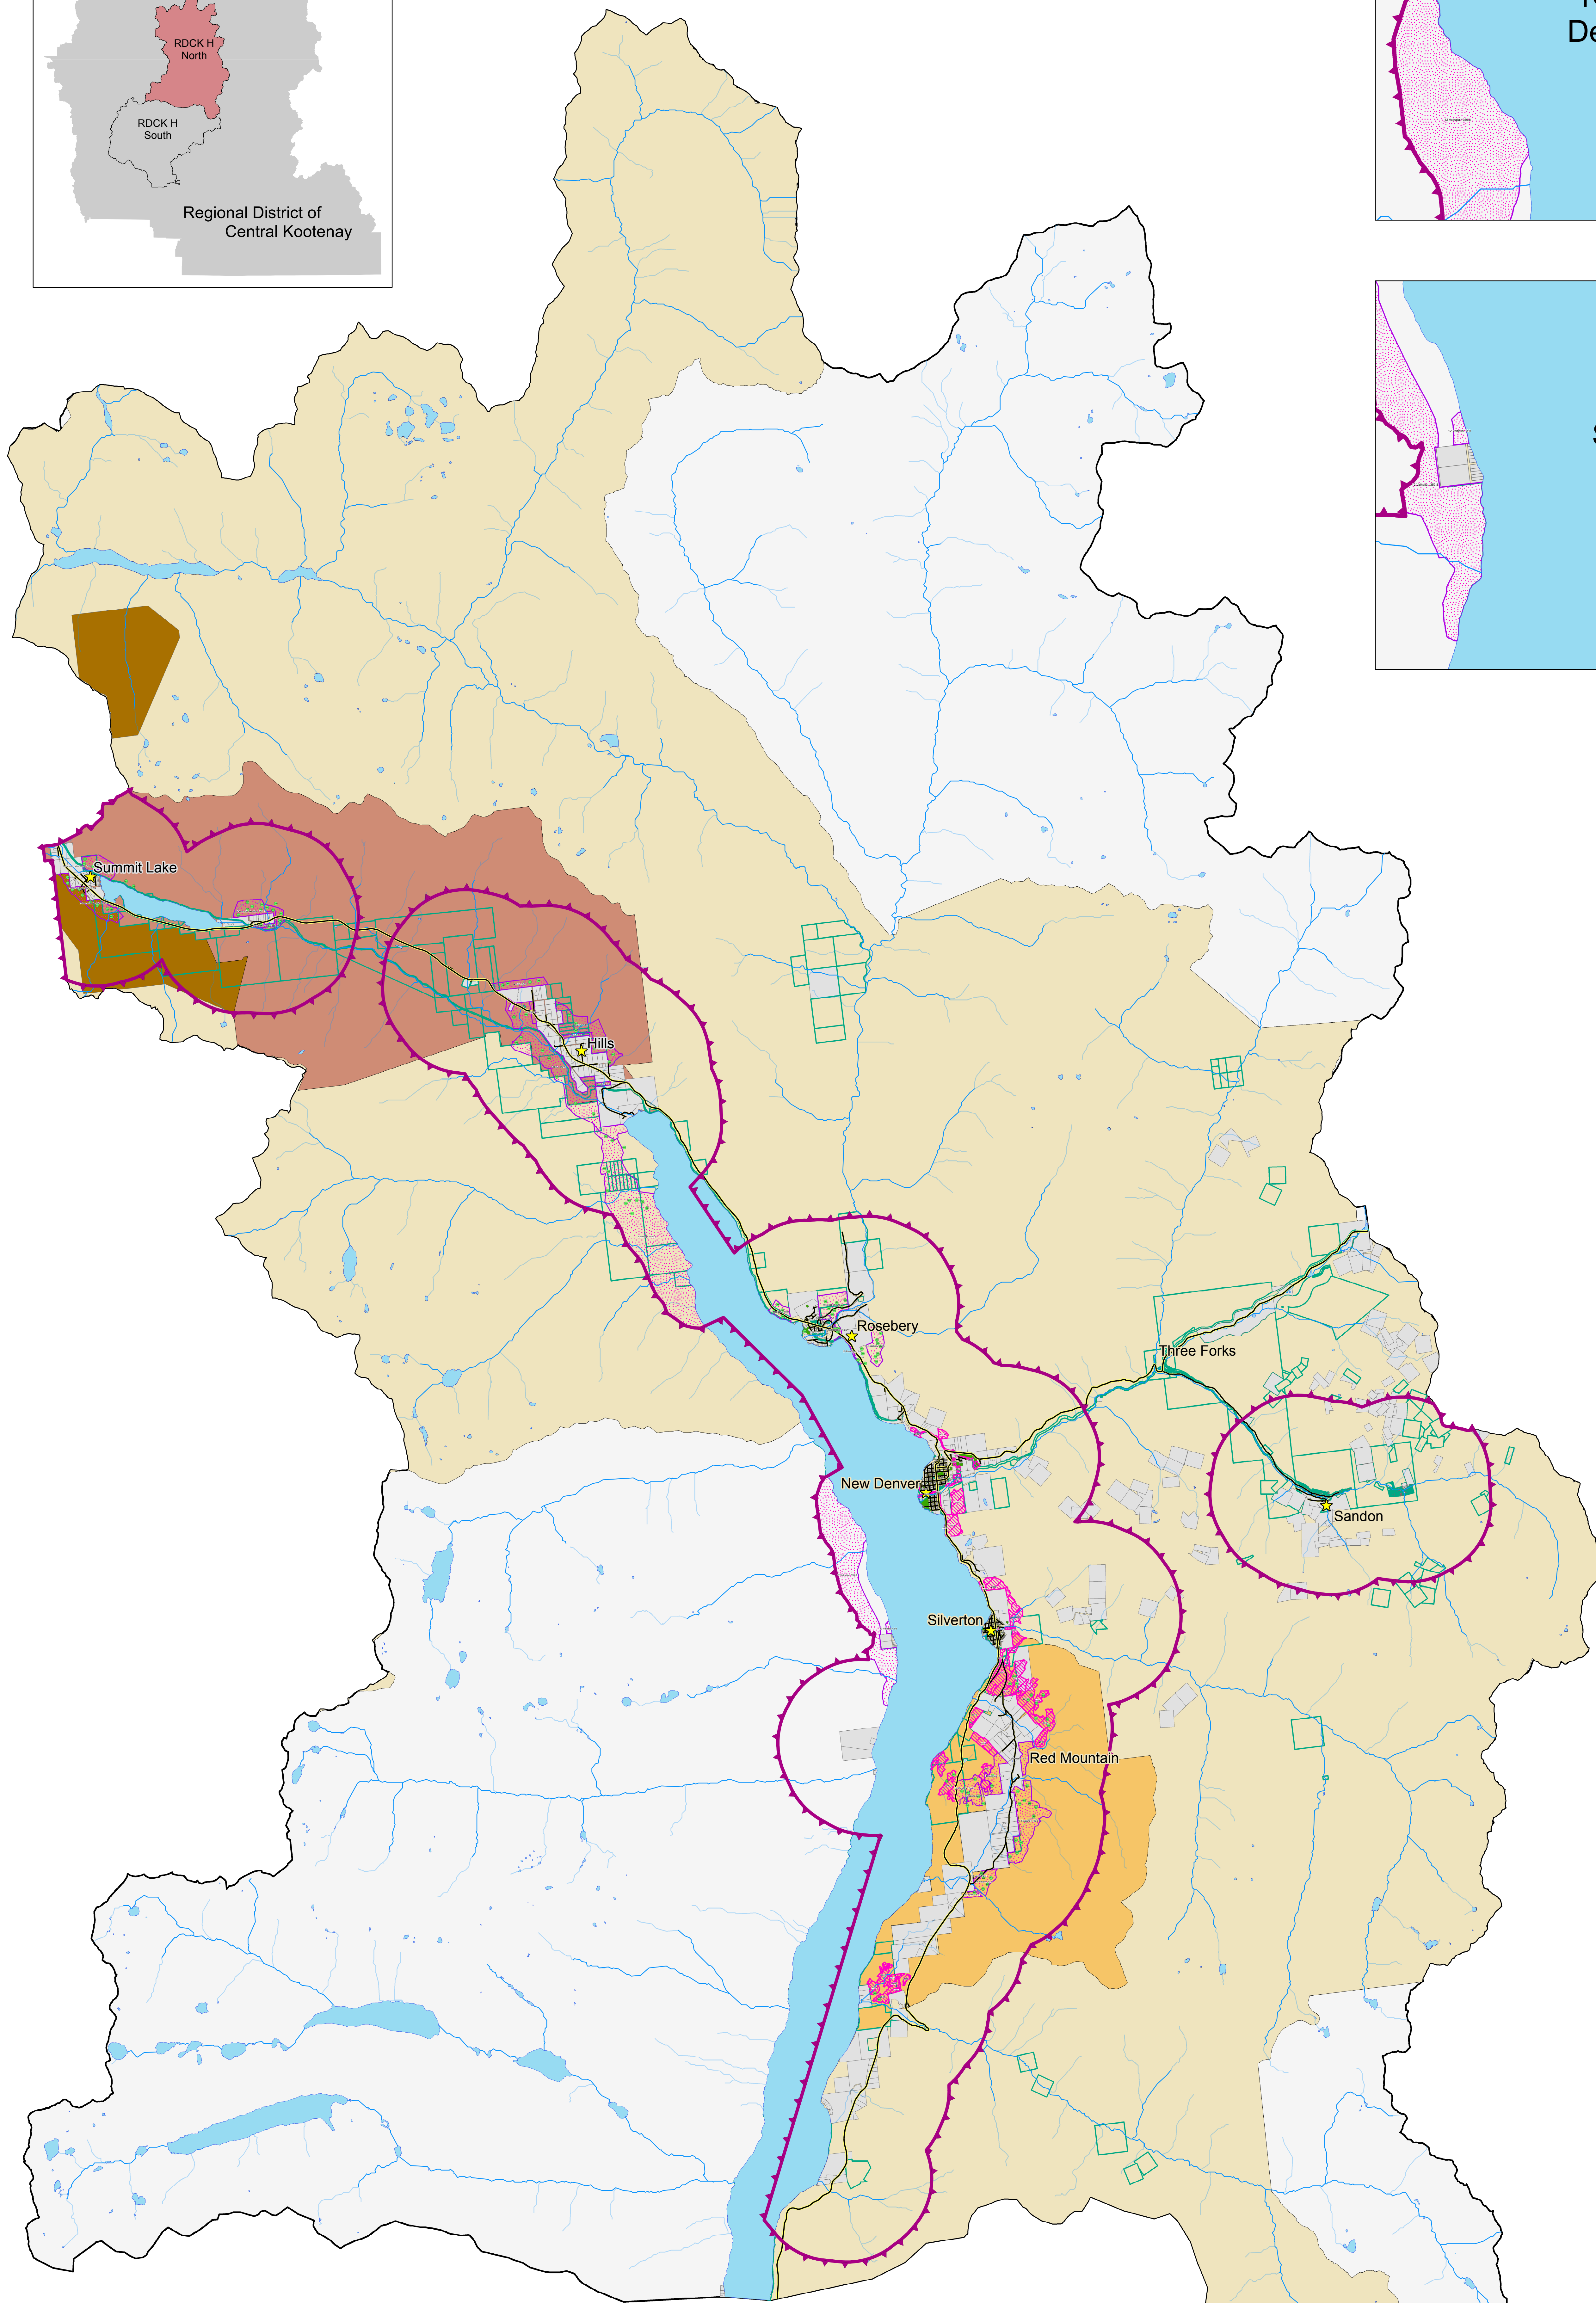 RDCK H
North
RDCK H
South
Regional District of
Central Kootenay
De
Summit Lake
Hills
Rosebery
Three Forks
New Denver
Sandon
Silverton
Red Mountain